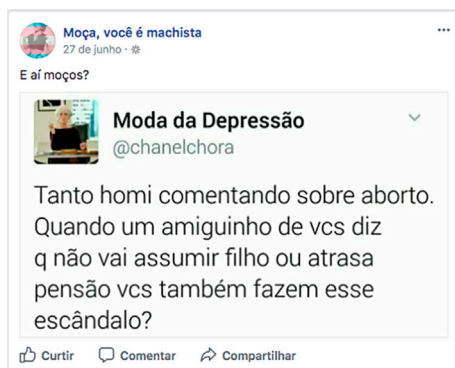 Moça, você é machista
27 de junho ·
E aí moços?
Moda da Depressão
@chanelchora
Tanto homi comentando sobre aborto.
Quando um amiguinho de vcs diz
q não vai assumir filho ou atrasa
pensão vcs também fazem esse
escândalo?
Curtir Comentar Compartilhar